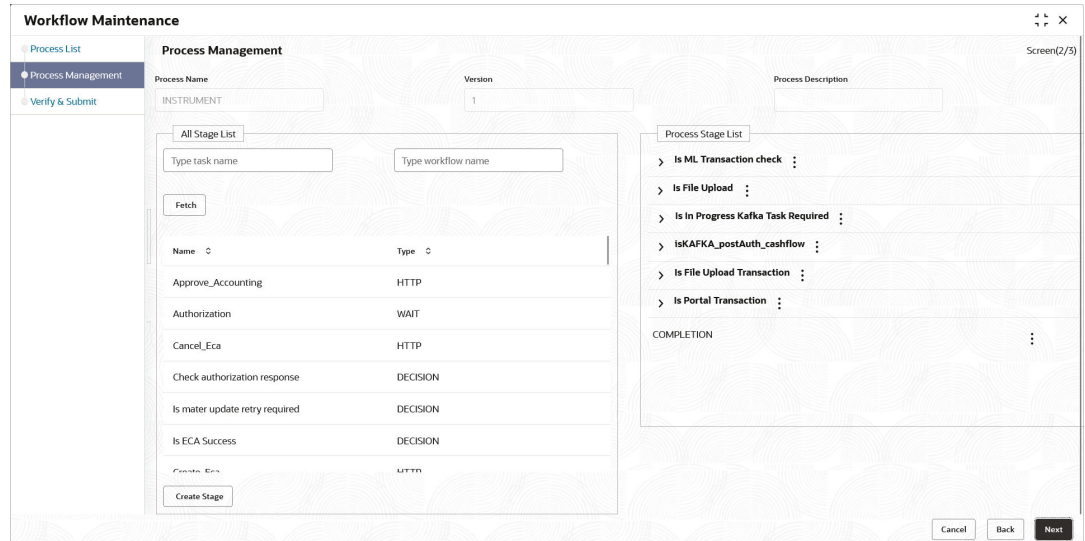 Workflow Maintenance
Process List
Process Management
Verify & Submit
Process Management
Screen(2/3)
Process Name
Version
Process Description
INSTRUMENT
1
All Stage List
Type task name
Type workflow name
Fetch
Name
Type
Approve_Accounting
HTTP
Authorization
WAIT
Cancel_Eca
HTTP
Check authorization response
DECISION
Is mater update retry required
DECISION
Is ECA Success
DECISION
Create_Eca
HTTP
Create Stage
Process Stage List
Is ML Transaction check
Is File Upload
Is In Progress Kafka Task Required
isKAFKA_postAuth_cashflow
Is File Upload Transaction
Is Portal Transaction
COMPLETION
Cancel
Back
Next